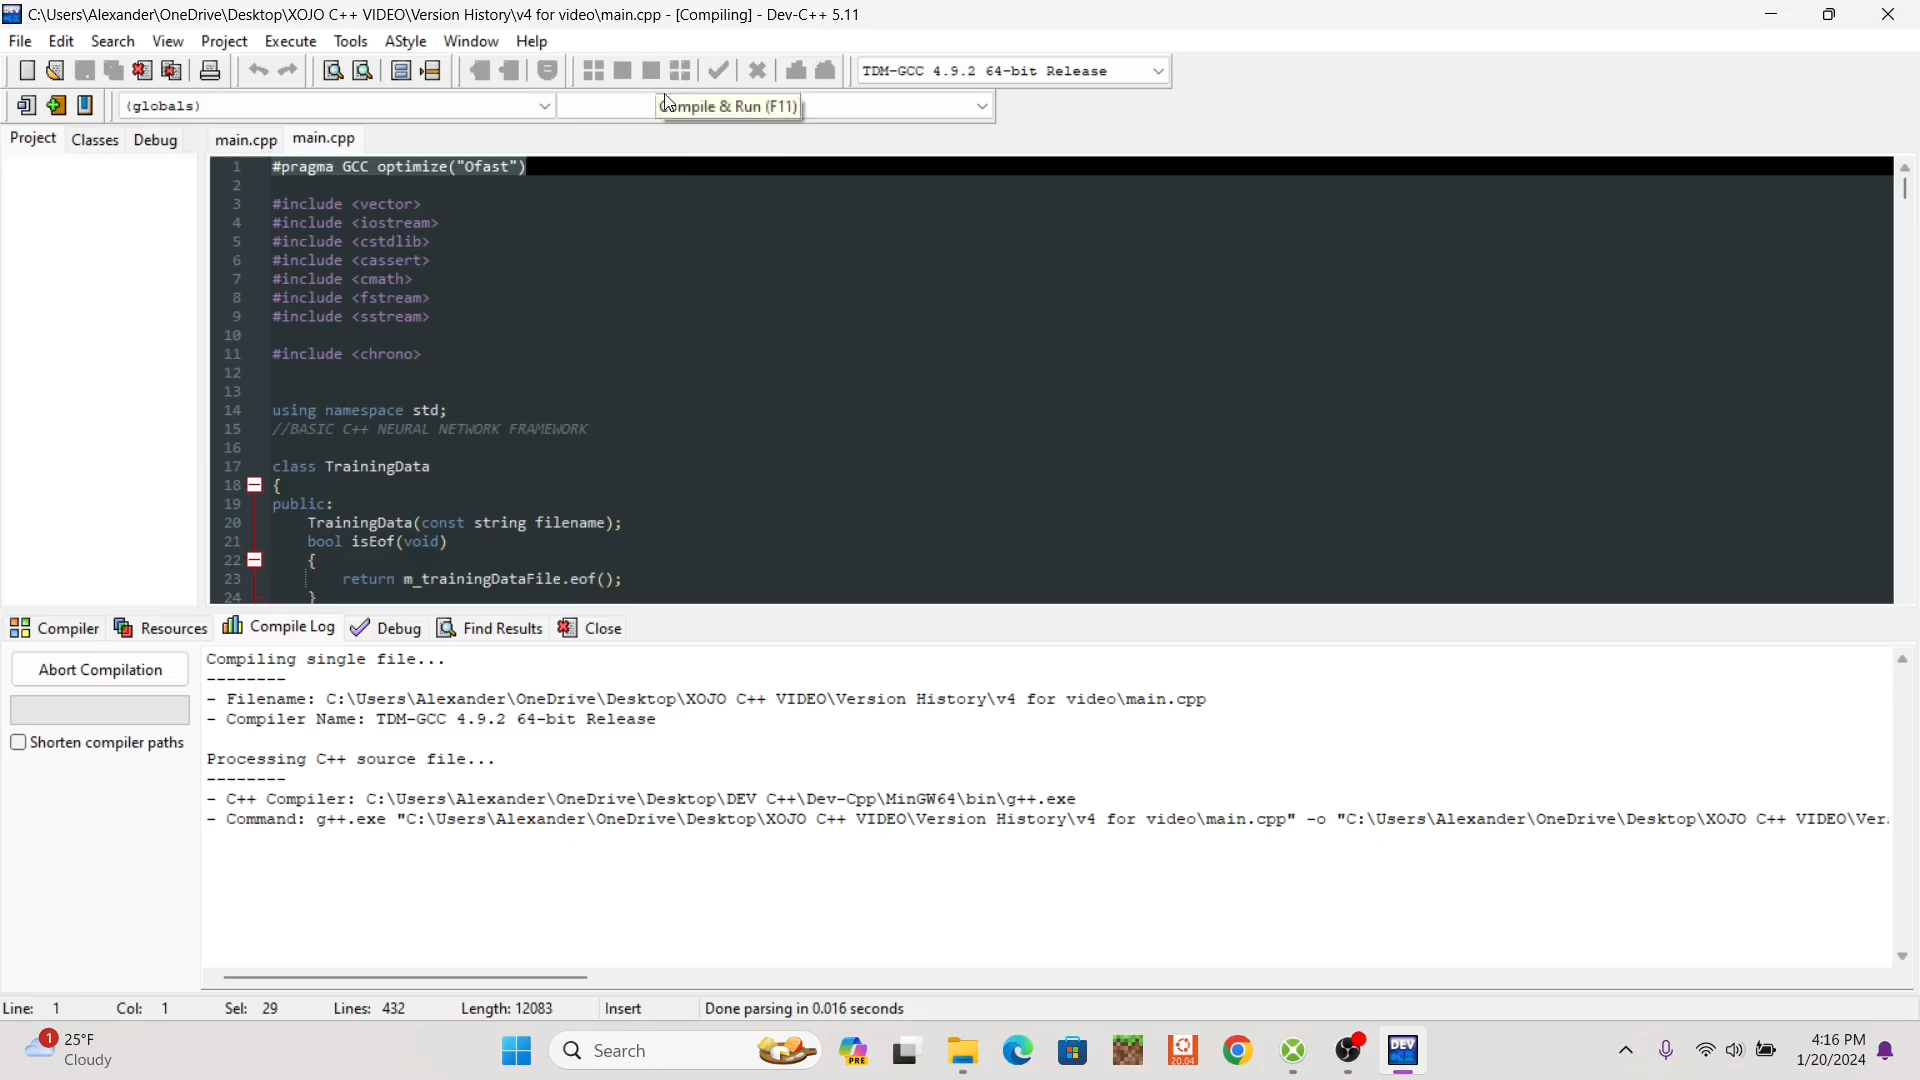 C:\Users\Alexander\OneDrive\Desktop\XOJO C++ VIDEO\Version History\v4 for video\main.cpp - [Compiling] - Dev-C++ 5.11
File Edit Search View Project Execute Tools AStyle Window Help
TDM-GCC 4.9.2 64-bit Release
(globals)
Compile & Run (F11)
Project Classes Debug main.cpp main.cpp
1 #pragma GCC optimize("Ofast")
2
3 #include <vector>
4 #include <iostream>
5 #include <cstdlib>
6 #include <cassert>
7 #include <cmath>
8 #include <fstream>
9 #include <sstream>
10
11 #include <chrono>
12
13
14 using namespace std;
15 //BASIC C++ NEURAL NETWORK FRAMEWORK
16
17 class TrainingData
18 {
19 public:
20 TrainingData(const string filename);
21 bool isEof(void)
22 {
23 return m_trainingDataFile.eof();
24 }
Compiler Resources Compile Log Debug Find Results Close
Abort Compilation
Shorten compiler paths
Compiling single file...
--------
- Filename: C:\Users\Alexander\OneDrive\Desktop\XOJO C++ VIDEO\Version History\v4 for video\main.cpp
- Compiler Name: TDM-GCC 4.9.2 64-bit Release
Processing C++ source file...
--------
- C++ Compiler: C:\Users\Alexander\OneDrive\Desktop\DEV C++\Dev-Cpp\MinGW64\bin\g++.exe
- Command: g++.exe "C:\Users\Alexander\OneDrive\Desktop\XOJO C++ VIDEO\Version History\v4 for video\main.cpp" -o "C:\Users\Alexander\OneDrive\Desktop\XOJO C++ VIDEO\Ver
Line: 1 Col: 1 Sel: 29 Lines: 432 Length: 12083 Insert Done parsing in 0.016 seconds
1 25°F
Cloudy
Search
PRE
20.04
DEV
4:16 PM
1/20/2024